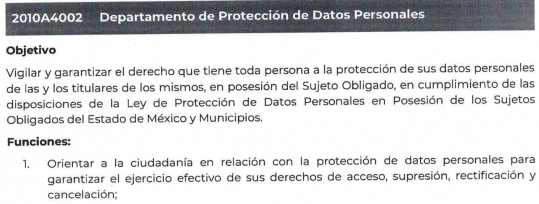 2010A4002 Departamento de Protección de Datos Personales
Objetivo
Vigilar y garantizar el derecho que tiene toda persona a la protección de sus datos personales
de las y los titulares de los mismos, en posesión del Sujeto Obligado, en cumplimiento de las
disposiciones de la Ley de Protección de Datos Personales en Posesión de los Sujetos
Obligados del Estado de México y Municipios.
Funciones:
1. Orientar a la ciudadanía en relación con la protección de datos personales para
garantizar el ejercicio efectivo de sus derechos de acceso, supresión, rectificación y
cancelación;